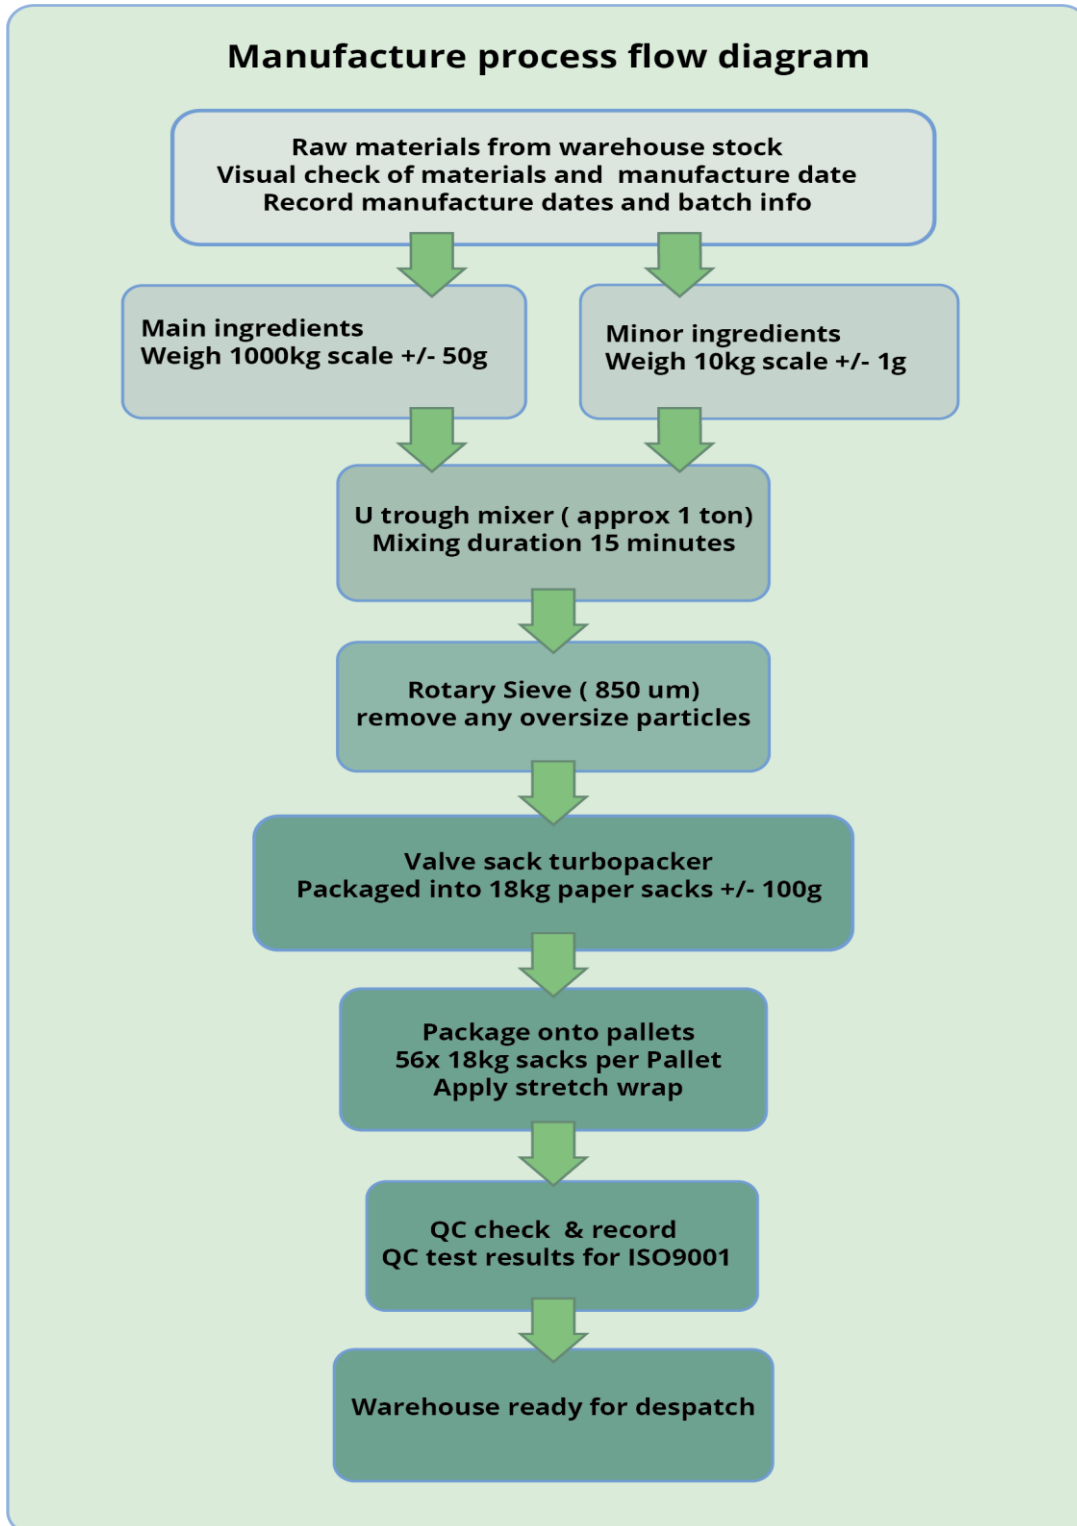 Manufacture process flow diagram
Raw materials from warehouse stock
Visual check of materials and  manufacture date
Record manufacture dates and batch info
Main ingredients
Weigh 1000kg scale +/- 50g
Minor ingredients
Weigh 10kg scale +/- 1g
U trough mixer ( approx 1 ton)
Mixing duration 15 minutes
Rotary Sieve ( 850 um)
remove any oversize particles
Valve sack turbopacker
Packaged into 18kg paper sacks +/- 100g
Package onto pallets
56x 18kg sacks per Pallet
Apply stretch wrap
QC check  & record
QC test results for ISO9001
Warehouse ready for despatch